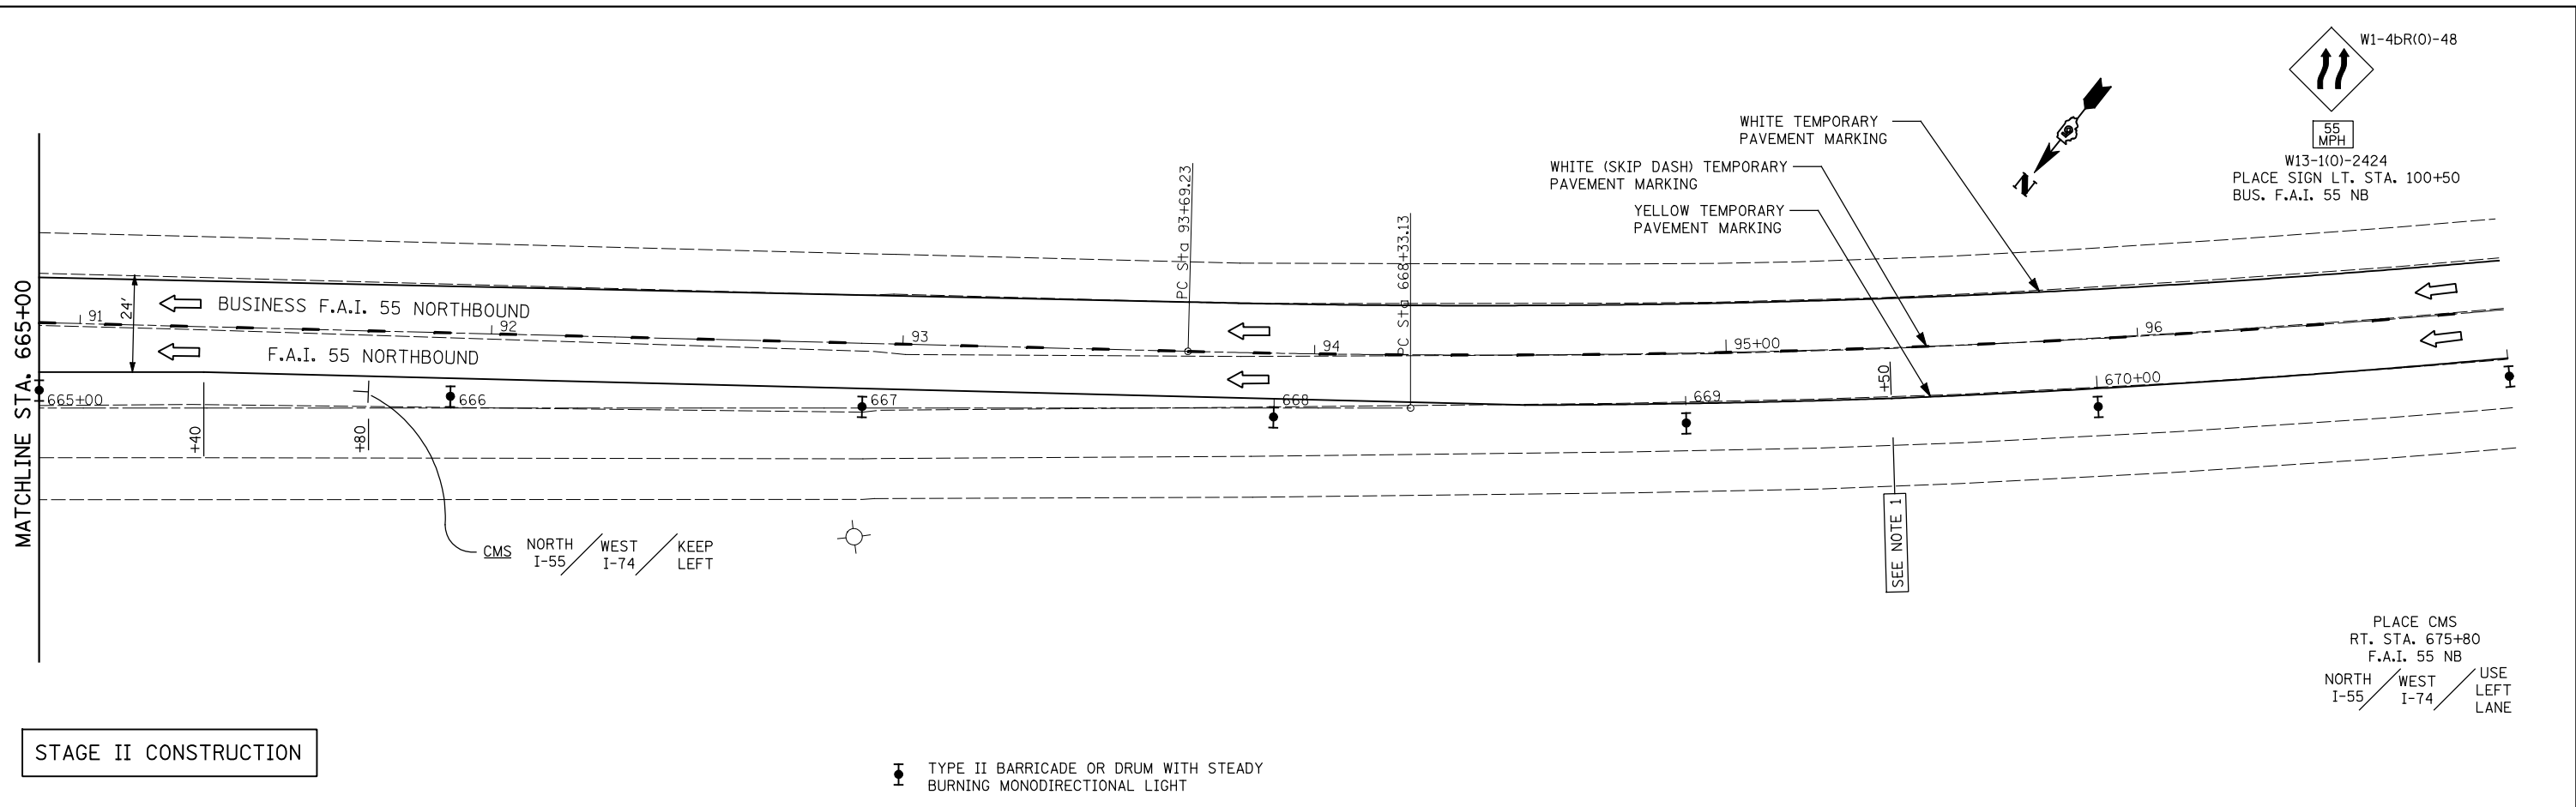 W1-4bR(O)-48
55
MPH
W13-1(O)-2424
PLACE SIGN LT. STA. 100+50
BUS. F.A.I. 55 NB
WHITE TEMPORARY
PAVEMENT MARKING
WHITE (SKIP DASH) TEMPORARY
PAVEMENT MARKING
YELLOW TEMPORARY
PAVEMENT MARKING
N
PC Sta 93+69.23
PC Sta 668+33.13
MATCHLINE STA. 665+00
24'
BUSINESS F.A.I. 55 NORTHBOUND
F.A.I. 55 NORTHBOUND
91
92
93
94
95+00
96
665+00
666
667
668
669
670+00
+40
+80
+50
SEE NOTE 1
CMS
NORTH
I-55
WEST
I-74
KEEP
LEFT
PLACE CMS
RT. STA. 675+80
F.A.I. 55 NB
NORTH
I-55
WEST
I-74
USE
LEFT
LANE
STAGE II CONSTRUCTION
TYPE II BARRICADE OR DRUM WITH STEADY
BURNING MONODIRECTIONAL LIGHT